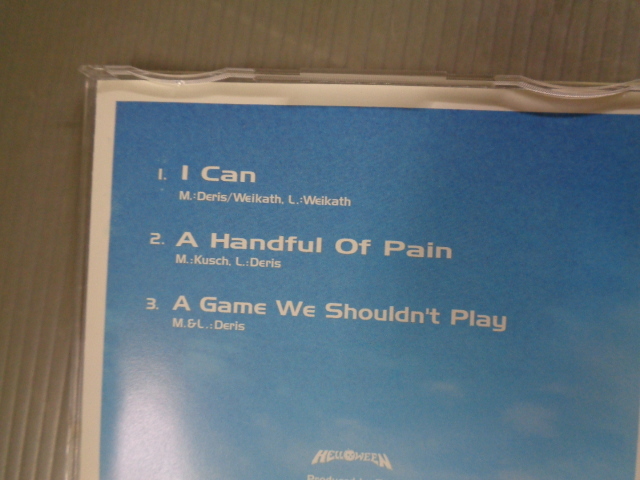 1. I Can
M.:Deris/Weikath, L.:Weikath
2. A Handful Of Pain
M.:Kusch, L.:Deris
3. A Game We Shouldn't Play
M.&L.:Deris
HELLOWEEN